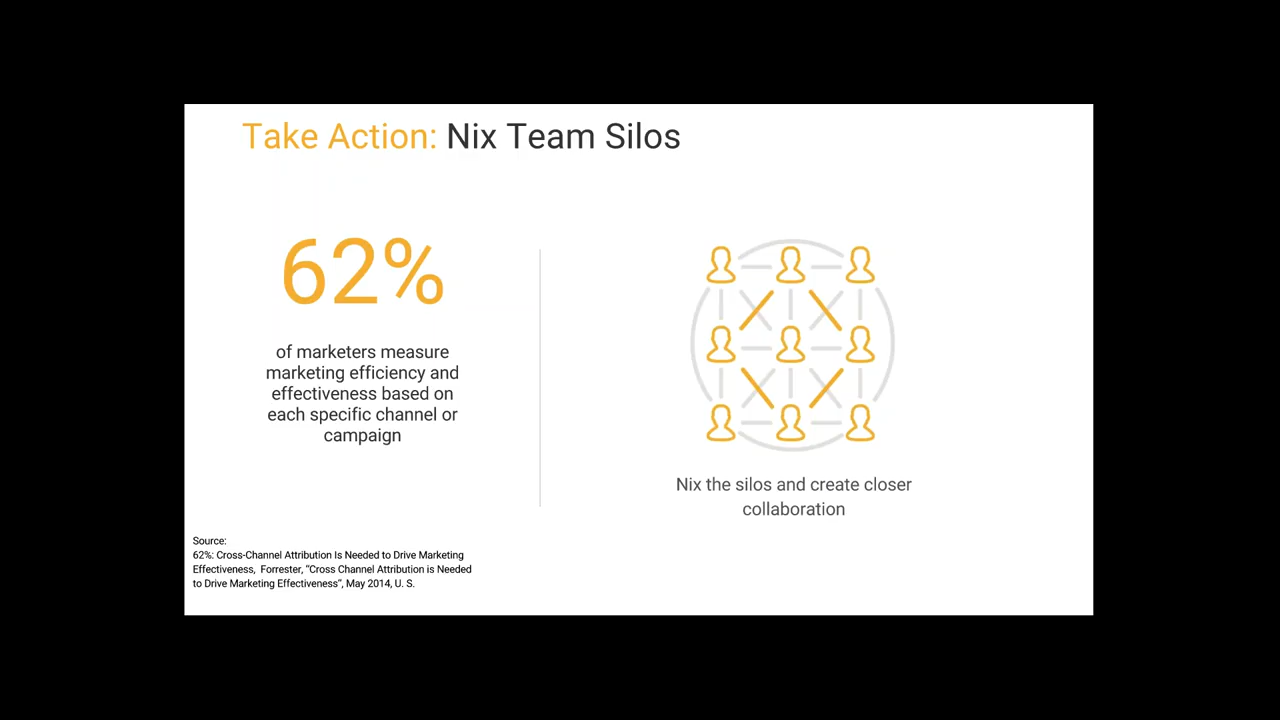 Take Action: Nix Team Silos
62%
of marketers measure
marketing efficiency and
effectiveness based on
each specific channel or
campaign
Nix the silos and create closer
collaboration
Source:
62%: Cross-Channel Attribution Is Needed to Drive Marketing
Effectiveness,  Forrester, “Cross Channel Attribution is Needed
to Drive Marketing Effectiveness”, May 2014, U. S.